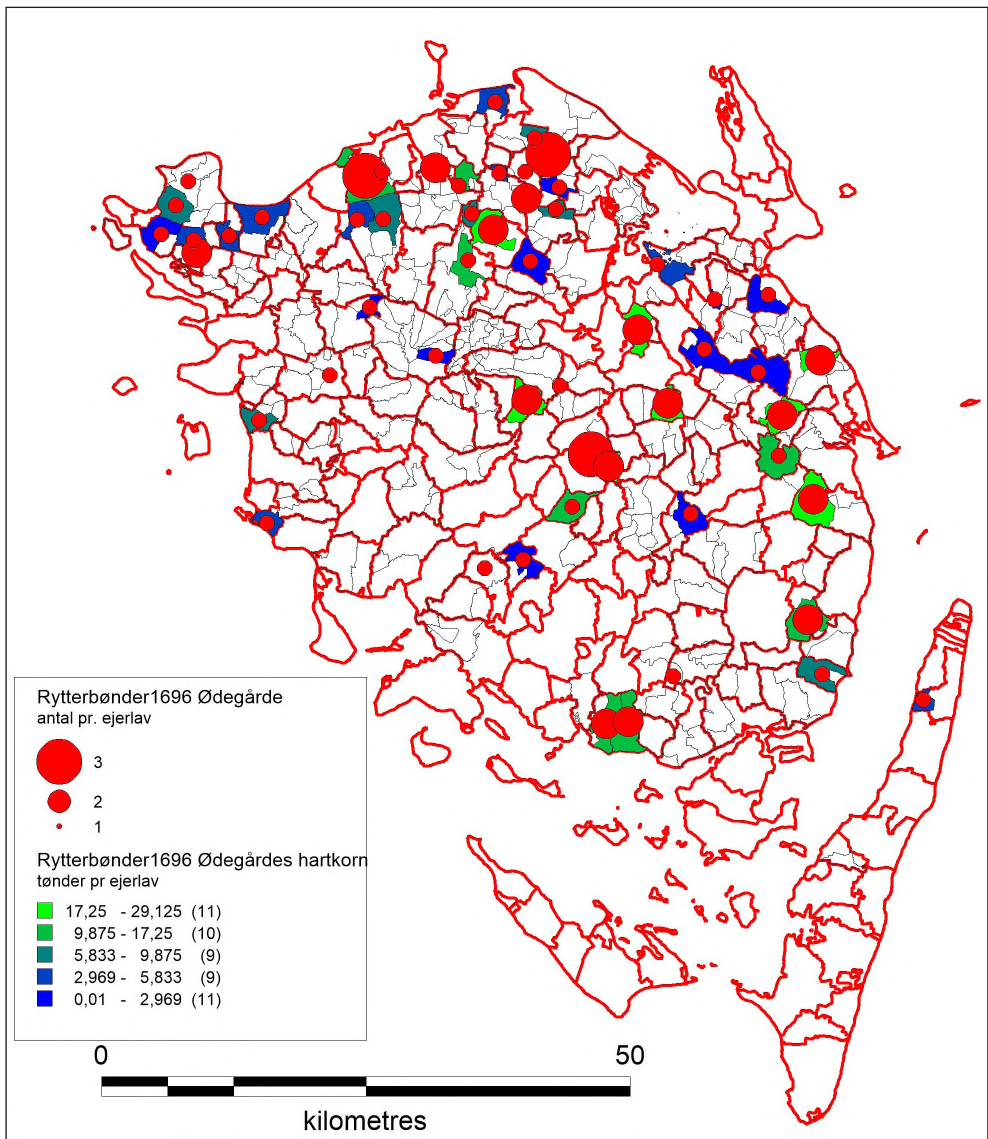 Rytterbønder1696 Ødegårde
antal pr. ejerlav
3
2
1
Rytterbønder1696 Ødegårdes hartkorn
tønder pr ejerlav
17,25 - 29,125 (11)
9,875 - 17,25 (10)
5,833 - 9,875 (9)
2,969 - 5,833 (9)
0,01 - 2,969 (11)
0 50
kilometres